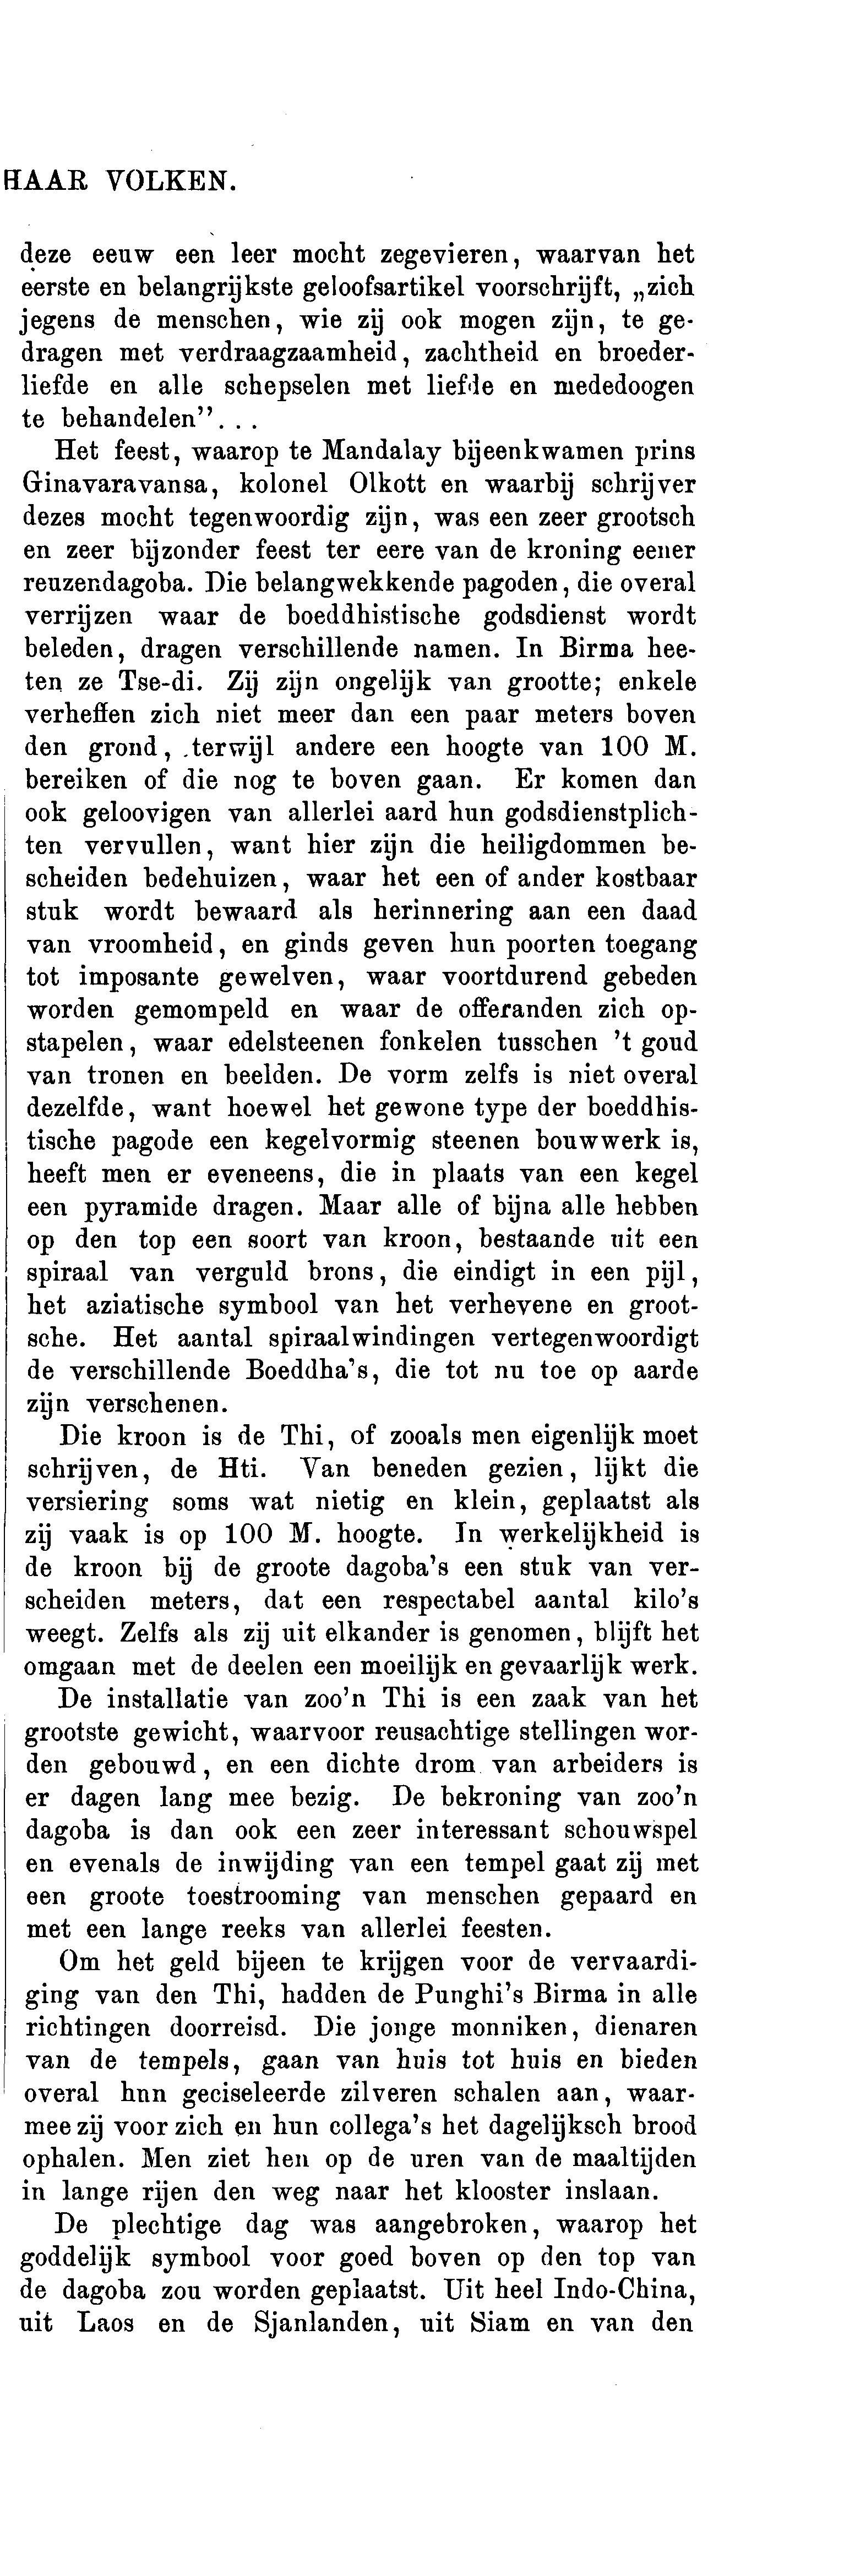 HAAR VOLKEN.
deze eeuw een leer mocht zegevieren, waarvan het
eerste en belangrijkste geloofsartikel voorschrijft, „zich
jegens de menschen, wie zij ook mogen zijn, te ge-
dragen met verdraagzaamheid, zachtheid en broeder-
liefde en alle schepselen met liefde en mededoogen
te behandelen”...
Het feest, waarop te Mandalay bijeenkwamen prins
Ginavaravansa, kolonel Olkott en waarbij schrijver
dezes mocht tegenwoordig zijn, was een zeer grootsch
en zeer bijzonder feest ter eere van de kroning eener
reuzendagoba. Die belangwekkende pagoden, die overal
verrijzen waar de boeddhistische godsdienst wordt
beleden, dragen verschillende namen. In Birma hee-
ten ze Tse-di. Zij zijn ongelijk van grootte; enkele
verheffen zich niet meer dan een paar meters boven
den grond, terwijl andere een hoogte van 100 M.
bereiken of die nog te boven gaan. Er komen dan
ook geloovigen van allerlei aard hun godsdienstplich-
ten vervullen, want hier zijn die heiligdommen be-
scheiden bedehuizen, waar het een of ander kostbaar
stuk wordt bewaard als herinnering aan een daad
van vroomheid, en ginds geven hun poorten toegang
tot imposante gewelven, waar voortdurend gebeden
worden gemompeld en waar de offeranden zich op-
stapelen, waar edelsteenen fonkelen tusschen 't goud
van tronen en beelden. De vorm zelfs is niet overal
dezelfde, want hoewel het gewone type der boeddhis-
tische pagode een kegelvormig steenen bouwwerk is,
heeft men er eveneens, die in plaats van een kegel
een pyramide dragen. Maar alle of bijna alle hebben
op den top een soort van kroon, bestaande uit een
spiraal van verguld brons, die eindigt in een pijl,
het aziatische symbool van het verhevene en groot-
sche. Het aantal spiraalwindingen vertegenwoordigt
de verschillende Boeddha's, die tot nu toe op aarde
zijn verschenen.
Die kroon is de Thi, of zooals men eigenlijk moet
schrijven, de Hti. Van beneden gezien, lijkt die
versiering soms wat nietig en klein, geplaatst als
zij vaak is op 100 M. hoogte. In werkelijkheid is
de kroon bij de groote dagoba's een stuk van ver-
scheiden meters, dat een respectabel aantal kilo's
weegt. Zelfs als zij uit elkander is genomen, blijft het
omgaan met de deelen een moeilijk en gevaarlijk werk.
De installatie van zoo'n Thi is een zaak van het
grootste gewicht, waarvoor reusachtige stellingen wor-
den gebouwd, en een dichte drom van arbeiders is
er dagen lang mee bezig. De bekroning van zoo'n
dagoba is dan ook een zeer interessant schouwspel
en evenals de inwijding van een tempel gaat zij met
een groote toestrooming van menschen gepaard en
met een lange reeks van allerlei feesten.
Om het geld bijeen te krijgen voor de vervaardi-
ging van den Thi, hadden de Punghi's Birma in alle
richtingen doorreisd. Die jonge monniken, dienaren
van de tempels, gaan van huis tot huis en bieden
overal hnn geciseleerde zilveren schalen aan, waar-
mee zij voor zich en hun collega's het dagelijksch brood
ophalen. Men ziet hen op de uren van de maaltijden
in lange rijen den weg naar het klooster inslaan.
De plechtige dag was aangebroken, waarop het
goddelijk symbool voor goed boven op den top van
de dagoba zou worden geplaatst. Uit heel Indo-China,
uit Laos en de Sjanlanden, uit Siam en van den